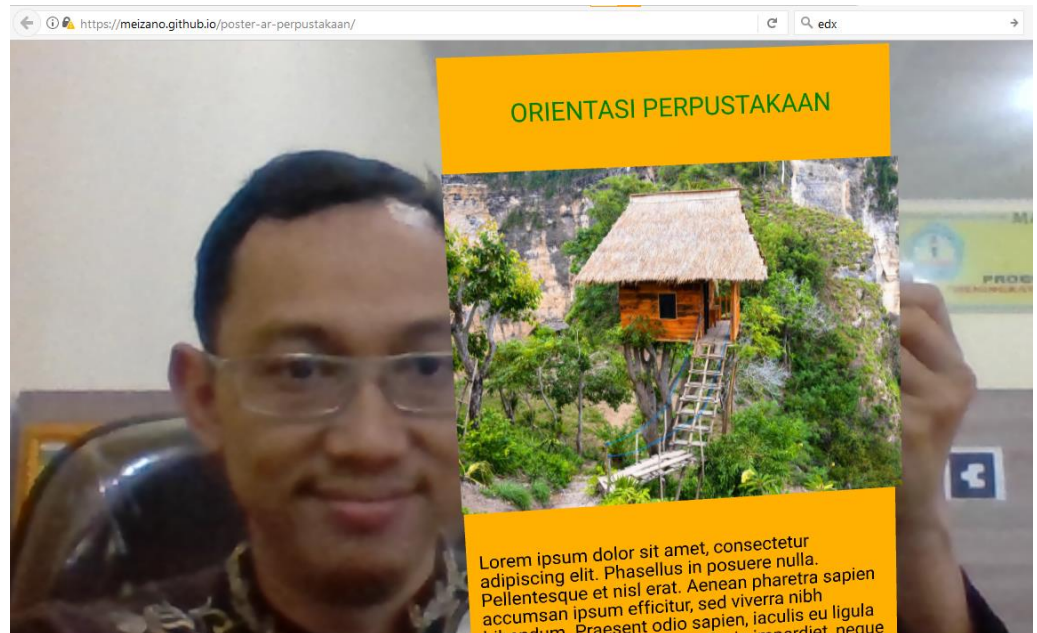 https://meizano.github.io/poster-ar-perpustakaan/
edx
ORIENTASI PERPUSTAKAAN
Lorem ipsum dolor sit amet, consectetur
adipiscing elit. Phasellus in posuere nulla.
Pellentesque et nisl erat. Aenean pharetra sapien
accumsan ipsum efficitur, sed viverra nibh
Praesent odio sapien, iaculis eu ligula
neque